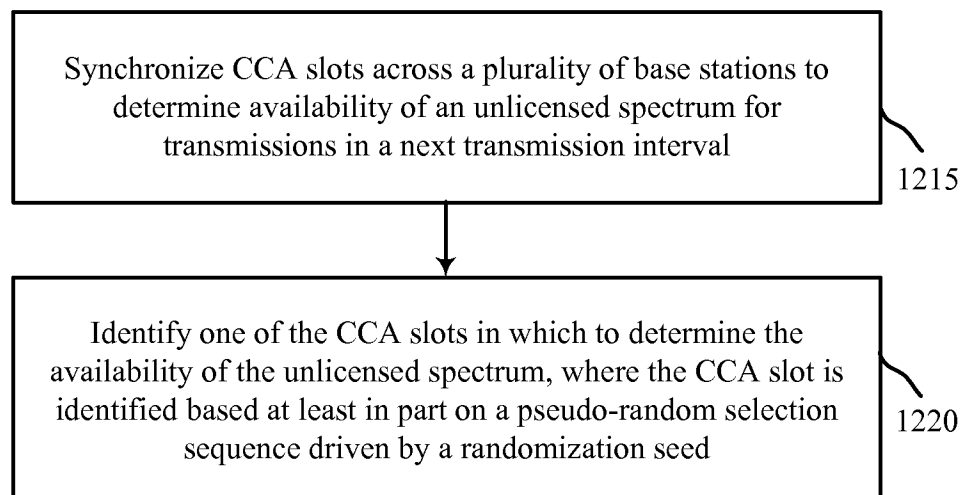 Synchronize CCA slots across a plurality of base stations to
determine availability of an unlicensed spectrum for
transmissions in a next transmission interval
1215
Identify one of the CCA slots in which to determine the
availability of the unlicensed spectrum, where the CCA slot is
identified based at least in part on a pseudo-random selection
sequence driven by a randomization seed
1220